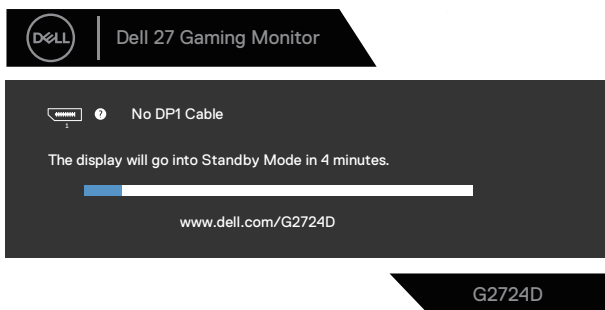 DELL
Dell 27 Gaming Monitor
? No DP1 Cable
1
The display will go into Standby Mode in 4 minutes.
www.dell.com/G2724D
G2724D